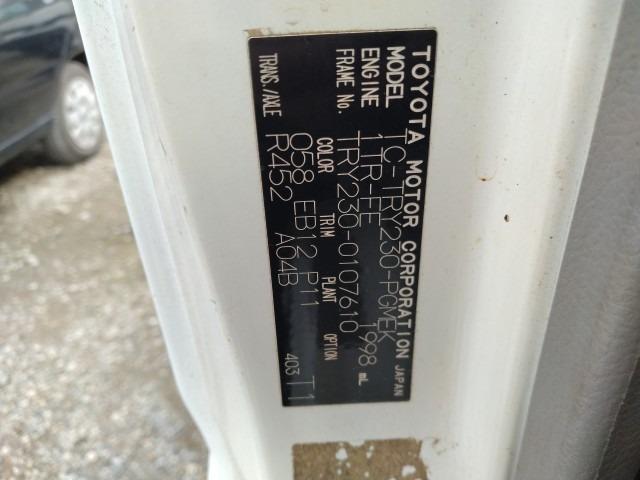 TOYOTA MOTOR CORPORATION JAPAN
MODEL TC-TRY230-PGMEK
ENGINE 1TR-FE 1998 mL
FRAME No. TRY230-0107610
COLOR TRIM PLANT OPTION
058 EB12 P11
TRANS./AXLE R452 A04B
403 T1